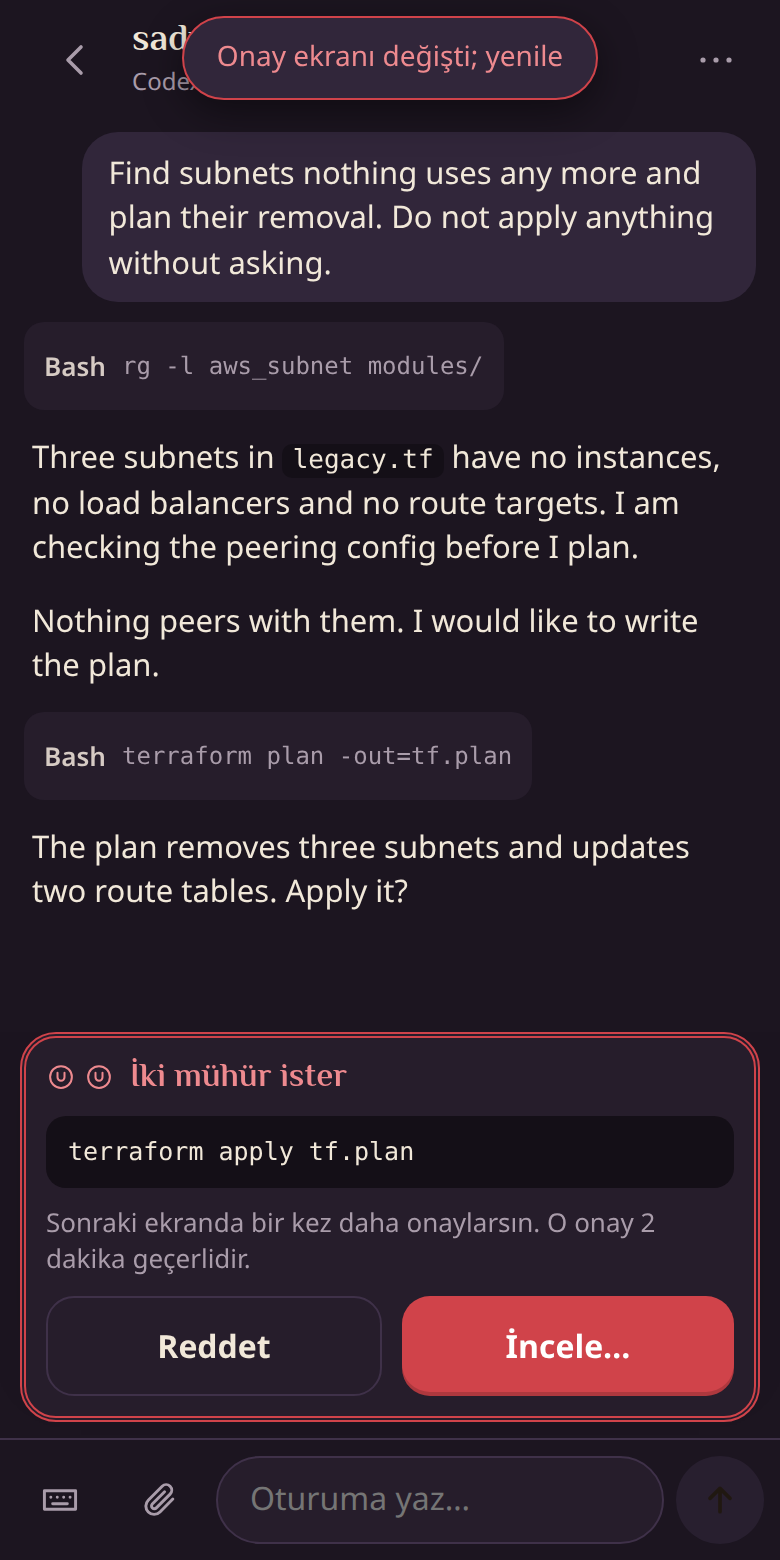 Onay ekranı değişti; yenile
Find subnets nothing uses any more and
plan their removal. Do not apply anything
without asking.
Bash rg -l aws_subnet modules/
Three subnets in legacy.tf have no instances,
no load balancers and no route targets. I am
checking the peering config before I plan.
Nothing peers with them. I would like to write
the plan.
Bash terraform plan -out=tf.plan
The plan removes three subnets and updates
two route tables. Apply it?
İki mühür ister
terraform apply tf.plan
Sonraki ekranda bir kez daha onaylarsın. O onay 2
dakika geçerlidir.
Reddet
İncele...
Oturuma yaz...